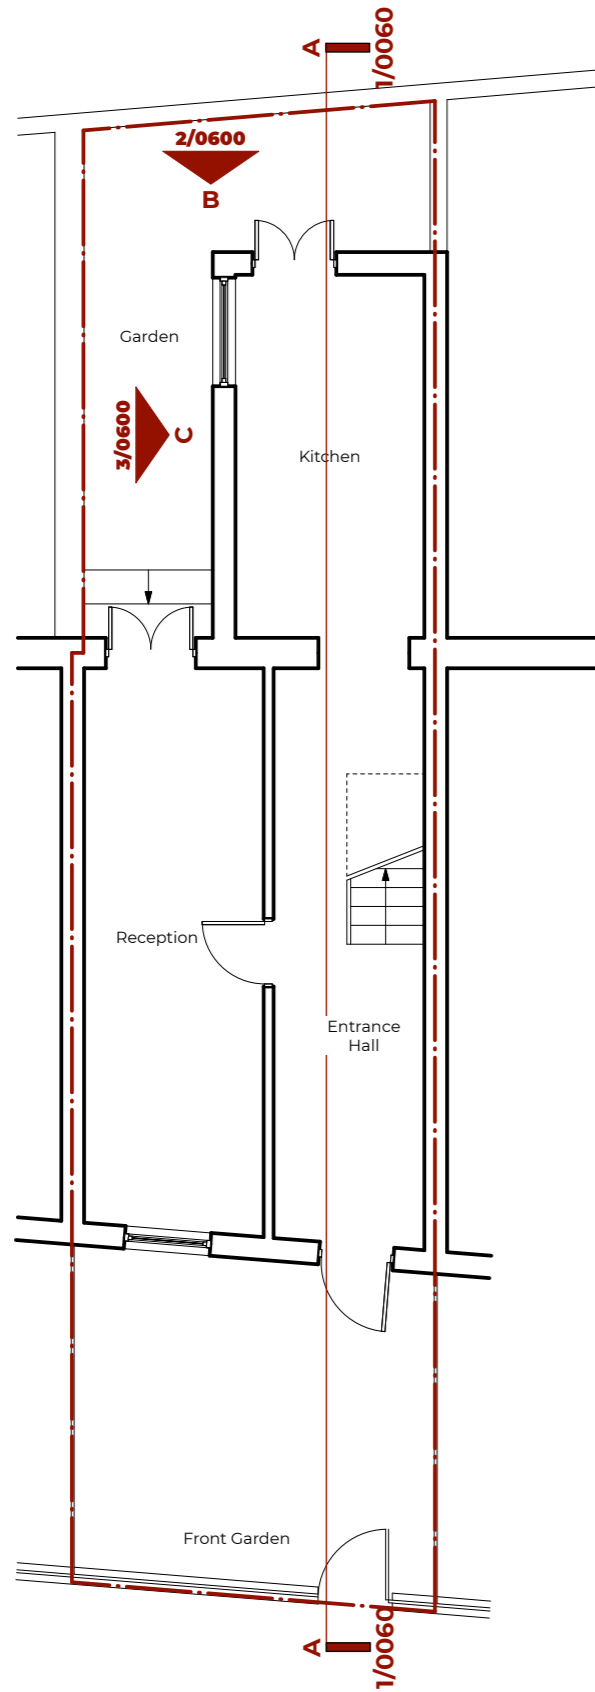 A
1/0060
2/0600
B
Garden
3/0600
C
Kitchen
Reception
Entrance
Hall
Front Garden
A
1/0060